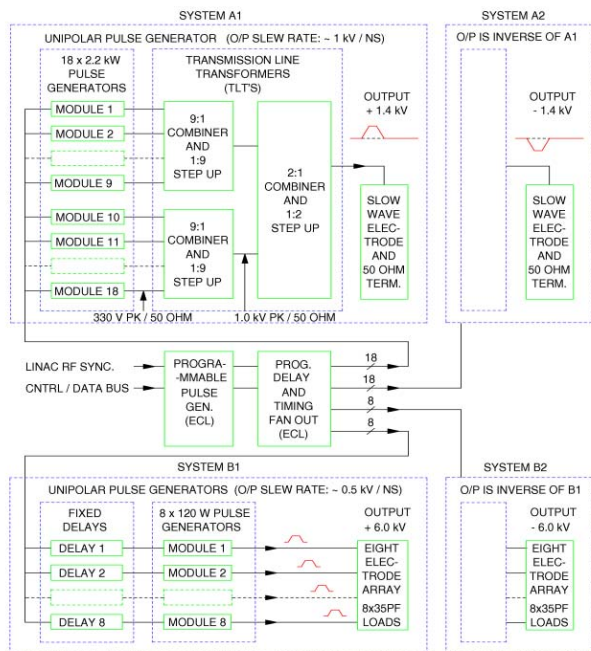 SYSTEM A1
UNIPOLAR PULSE GENERATOR (O/P SLEW RATE: ~ 1 kV / NS)
18 x 2.2 kW
PULSE
GENERATORS
MODULE 1
MODULE 2
MODULE 9
MODULE 10
MODULE 11
MODULE 18
TRANSMISSION LINE
TRANSFORMERS
(TLT'S)
9:1
COMBINER
AND
1:9
STEP UP
9:1
COMBINER
AND
1:9
STEP UP
2:1
COMBINER
AND
1:2
STEP UP
OUTPUT
+ 1.4 kV
SLOW
WAVE
ELEC-
TRODE
AND
50 OHM
TERM.
330 V PK / 50 OHM
1.0 kV PK / 50 OHM
SYSTEM A2
O/P IS INVERSE OF A1
OUTPUT
- 1.4 kV
SLOW
WAVE
ELEC-
TRODE
AND
50 OHM
TERM.
LINAC RF SYNC.
CNTRL / DATA BUS
PROGRA-
-MMABLE
PULSE
GEN.
(ECL)
PROG.
DELAY
AND
TIMING
FAN OUT
(ECL)
18
18
8
8
SYSTEM B1
UNIPOLAR PULSE GENERATORS (O/P SLEW RATE: ~ 0.5 kV / NS)
FIXED
DELAYS
DELAY 1
DELAY 2
DELAY 8
8 x 120 W PULSE
GENERATORS
MODULE 1
MODULE 2
MODULE 8
OUTPUT
+ 6.0 kV
EIGHT
ELEC-
TRODE
ARRAY
8x35PF
LOADS
SYSTEM B2
O/P IS INVERSE OF B1
OUTPUT
- 6.0 kV
EIGHT
ELEC-
TRODE
ARRAY
8x35PF
LOADS